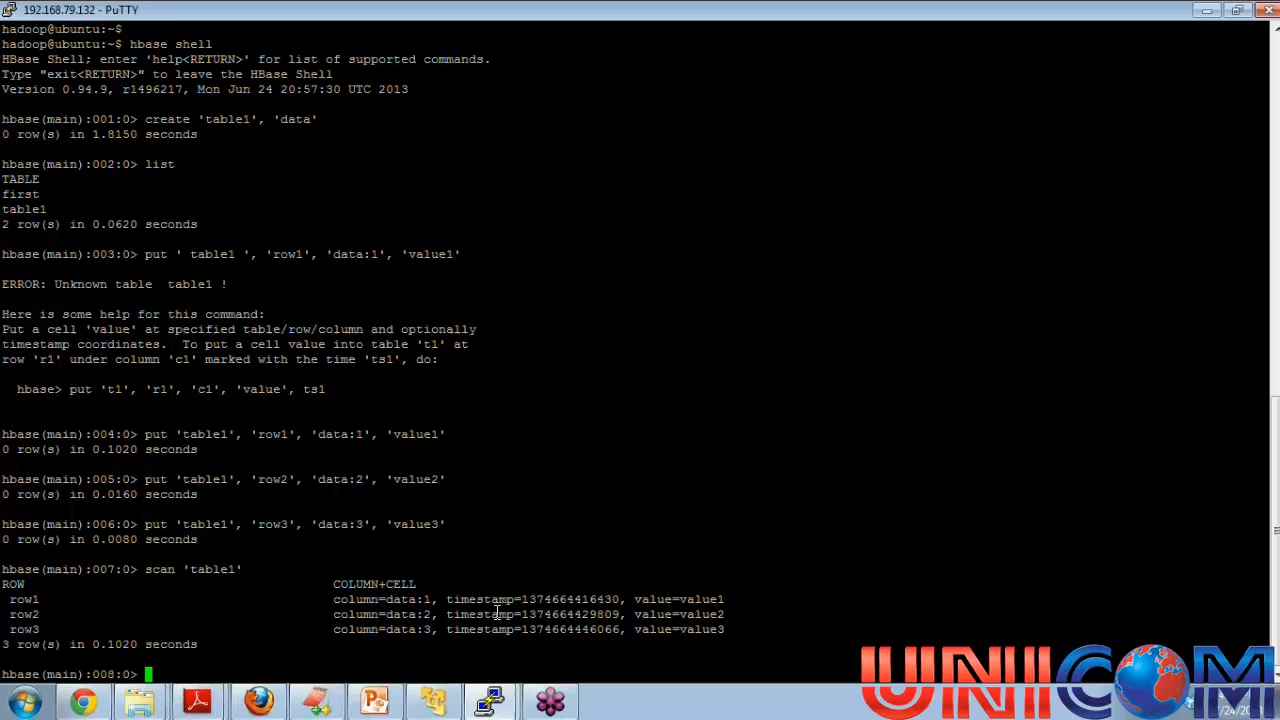 192.168.79.132 - PuTTY
hadoop@ubuntu:~$
hadoop@ubuntu:~$ hbase shell
HBase Shell; enter 'help<RETURN>' for list of supported commands.
Type "exit<RETURN>" to leave the HBase Shell
Version 0.94.9, r1496217, Mon Jun 24 20:57:30 UTC 2013
hbase(main):001:0> create 'table1', 'data'
0 row(s) in 1.8150 seconds
hbase(main):002:0> list
TABLE
first
table1
2 row(s) in 0.0620 seconds
hbase(main):003:0> put ' table1 ', 'row1', 'data:1', 'value1'
ERROR: Unknown table  table1 !
Here is some help for this command:
Put a cell 'value' at specified table/row/column and optionally
timestamp coordinates.  To put a cell value into table 't1' at
row 'r1' under column 'c1' marked with the time 'ts1', do:
hbase> put 't1', 'r1', 'c1', 'value', ts1
hbase(main):004:0> put 'table1', 'row1', 'data:1', 'value1'
0 row(s) in 0.1020 seconds
hbase(main):005:0> put 'table1', 'row2', 'data:2', 'value2'
0 row(s) in 0.0160 seconds
hbase(main):006:0> put 'table1', 'row3', 'data:3', 'value3'
0 row(s) in 0.0080 seconds
hbase(main):007:0> scan 'table1'
ROW COLUMN+CELL
row1 column=data:1, timestamp=1374664416430, value=value1
row2 column=data:2, timestamp=1374664429809, value=value2
row3 column=data:3, timestamp=1374664446066, value=value3
3 row(s) in 0.1020 seconds
hbase(main):008:0>
UNICOM